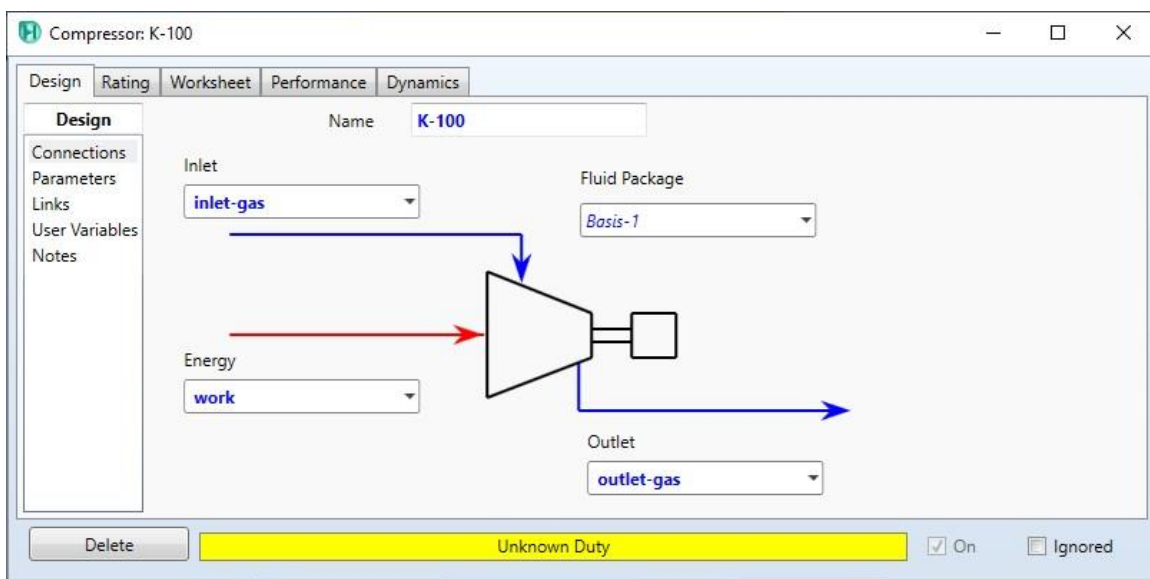 Compressor: K-100
Design Rating Worksheet Performance Dynamics
Design
Connections
Parameters
Links
User Variables
Notes
Name K-100
Inlet
inlet-gas
Fluid Package
Basis-1
Energy
work
Outlet
outlet-gas
Delete Unknown Duty On Ignored